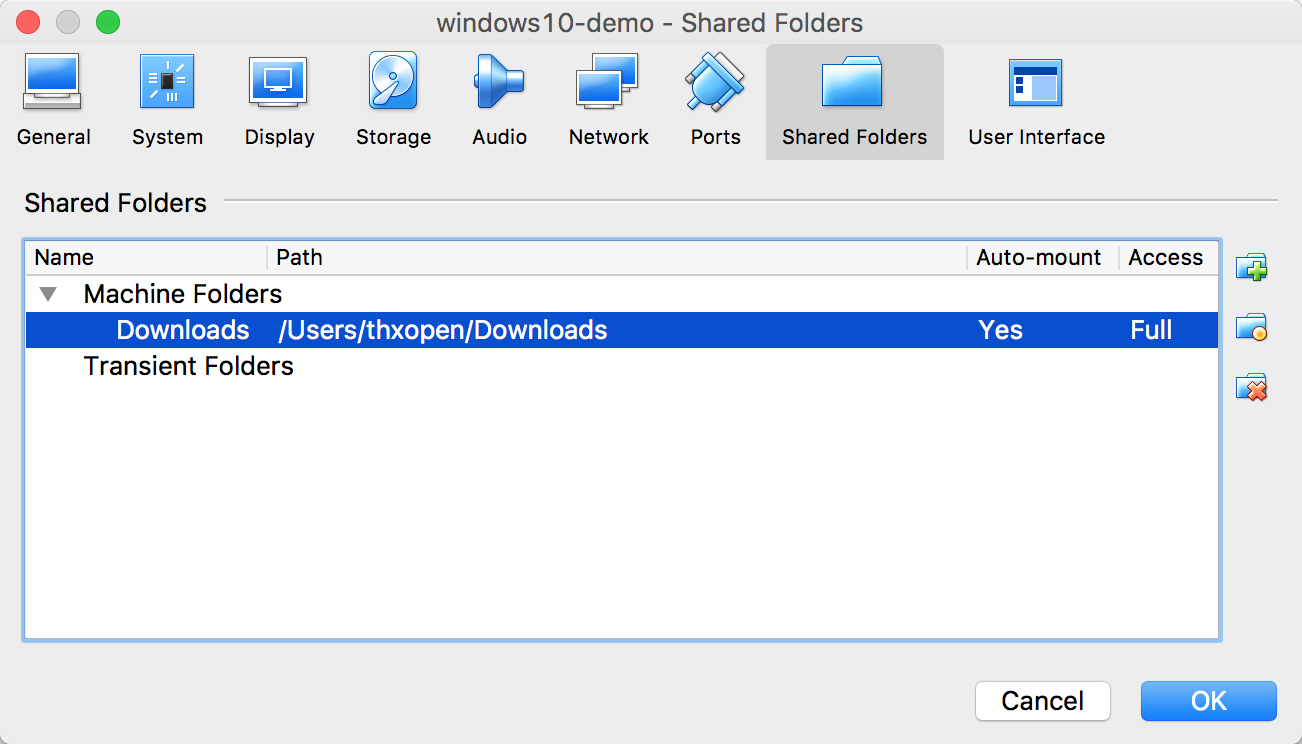 windows10-demo - Shared Folders
General System Display Storage Audio Network Ports Shared Folders User Interface
Shared Folders
Name Path Auto-mount Access
Machine Folders
Downloads /Users/thxopen/Downloads Yes Full
Transient Folders
Cancel OK